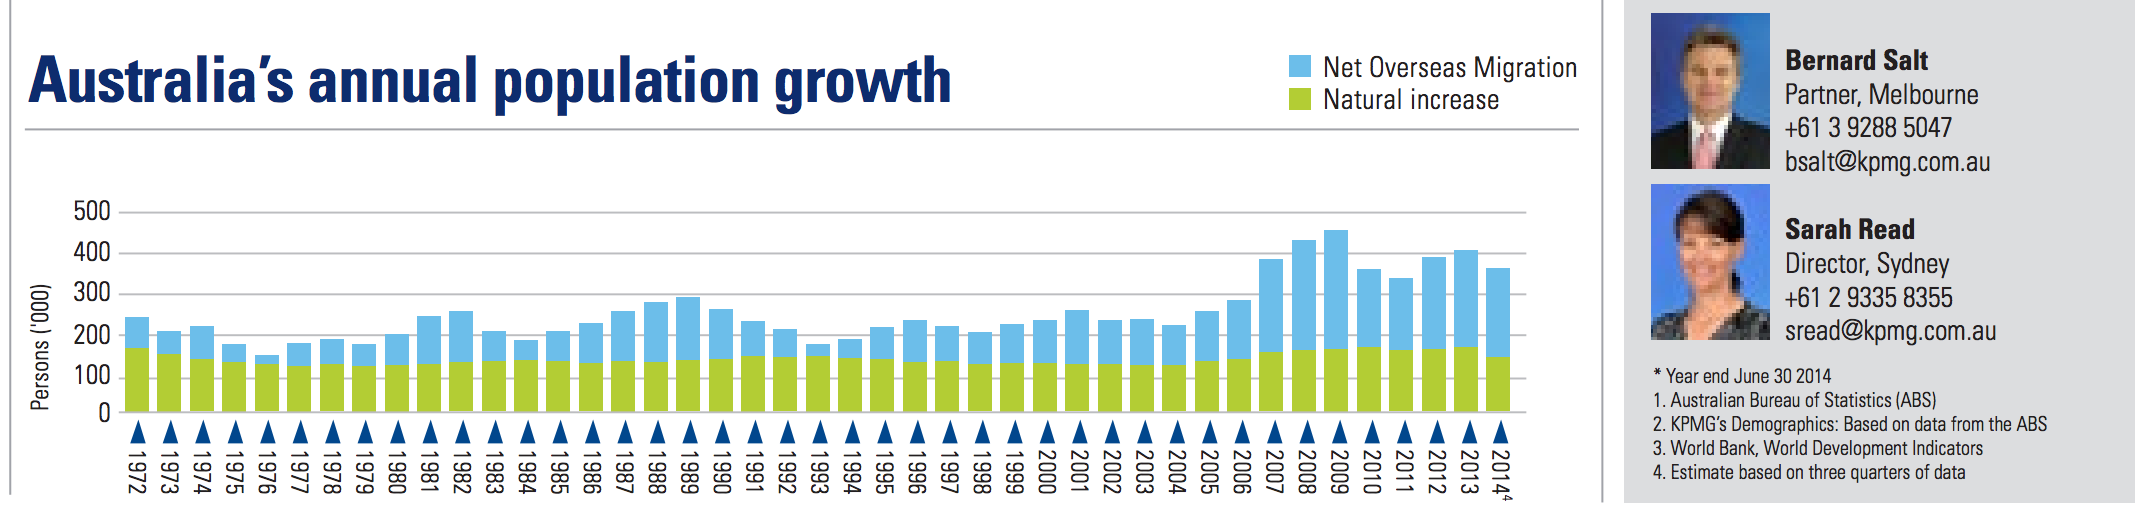 Australia's annual population growth
Net Overseas Migration
Natural increase
Persons ('000)
500
400
300
200
100
0
1972
1973
1974
1975
1976
1977
1978
1979
1980
1981
1982
1983
1984
1985
1986
1987
1988
1989
1990
1991
1992
1993
1994
1995
1996
1997
1998
1999
2000
2001
2002
2003
2004
2005
2006
2007
2008
2009
2010
2011
2012
2013
2014⁴
Bernard Salt
Partner, Melbourne
+61 3 9288 5047
bsalt@kpmg.com.au
Sarah Read
Director, Sydney
+61 2 9335 8355
sread@kpmg.com.au
* Year end June 30 2014
1. Australian Bureau of Statistics (ABS)
2. KPMG's Demographics: Based on data from the ABS
3. World Bank, World Development Indicators
4. Estimate based on three quarters of data